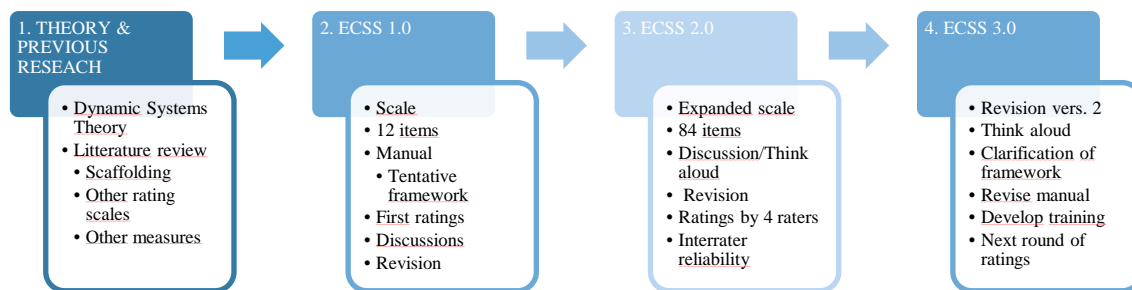 1. THEORY &
PREVIOUS
RESEACH
• Dynamic Systems
Theory
• Litterature review
• Scaffolding
• Other rating
scales
• Other measures
2. ECSS 1.0
• Scale
• 12 items
• Manual
• Tentative
framework
• First ratings
• Discussions
• Revision
3. ECSS 2.0
• Expanded scale
• 84 items
• Discussion/Think
aloud
• Revision
• Ratings by 4 raters
• Interrater
reliability
4. ECSS 3.0
• Revision vers. 2
• Think aloud
• Clarification of
framework
• Revise manual
• Develop training
• Next round of
ratings